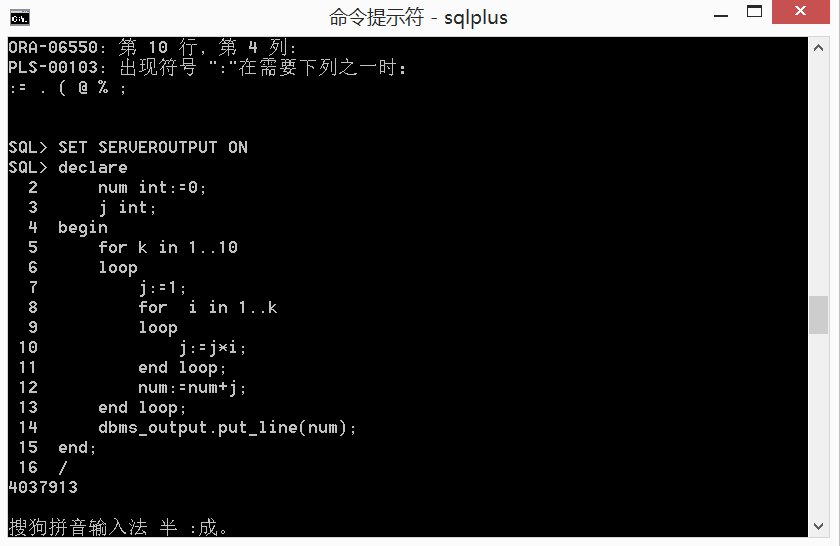 命令提示符 - sqlplus
ORA-06550: 第 10 行, 第 4 列:
PLS-00103: 出现符号 ":"在需要下列之一时:
:= . ( @ % ;
SQL> SET SERVEROUTPUT ON
SQL> declare
2 num int:=0;
3 j int;
4 begin
5 for k in 1..10
6 loop
7 j:=1;
8 for  i in 1..k
9 loop
10 j:=j*i;
11 end loop;
12 num:=num+j;
13 end loop;
14 dbms_output.put_line(num);
15 end;
16 /
4037913
搜狗拼音输入法 半 :成。